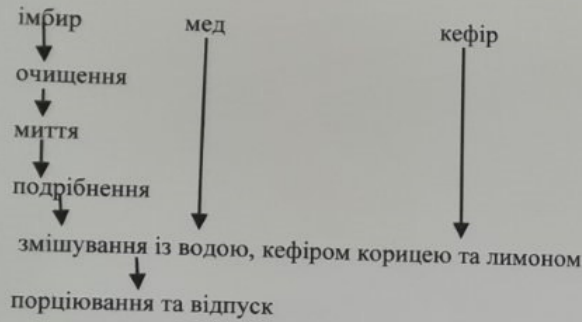 імбир мед кефір
очищення
миття
подрібнення
змішування із водою, кефіром корицею та лимоном
порціювання та відпуск